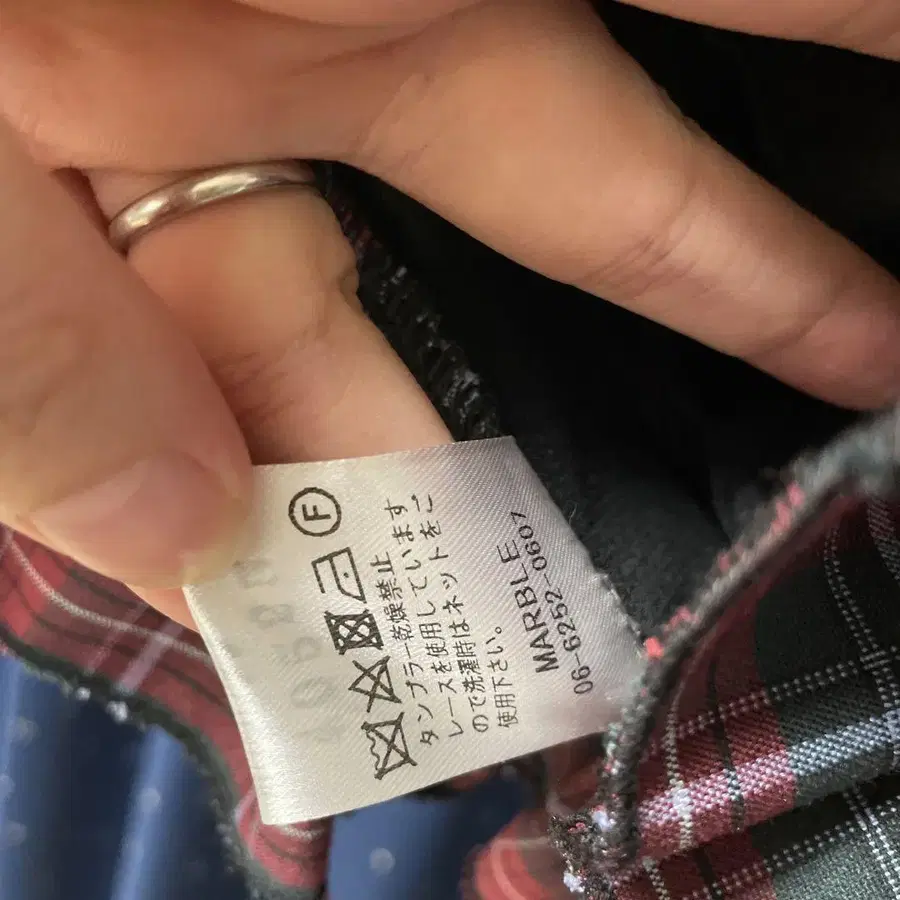 F
タンブラー乾燥禁止
レースを使用しています
ので洗濯時はネットをご
使用下さい。
MARBLE
06-6252-0607